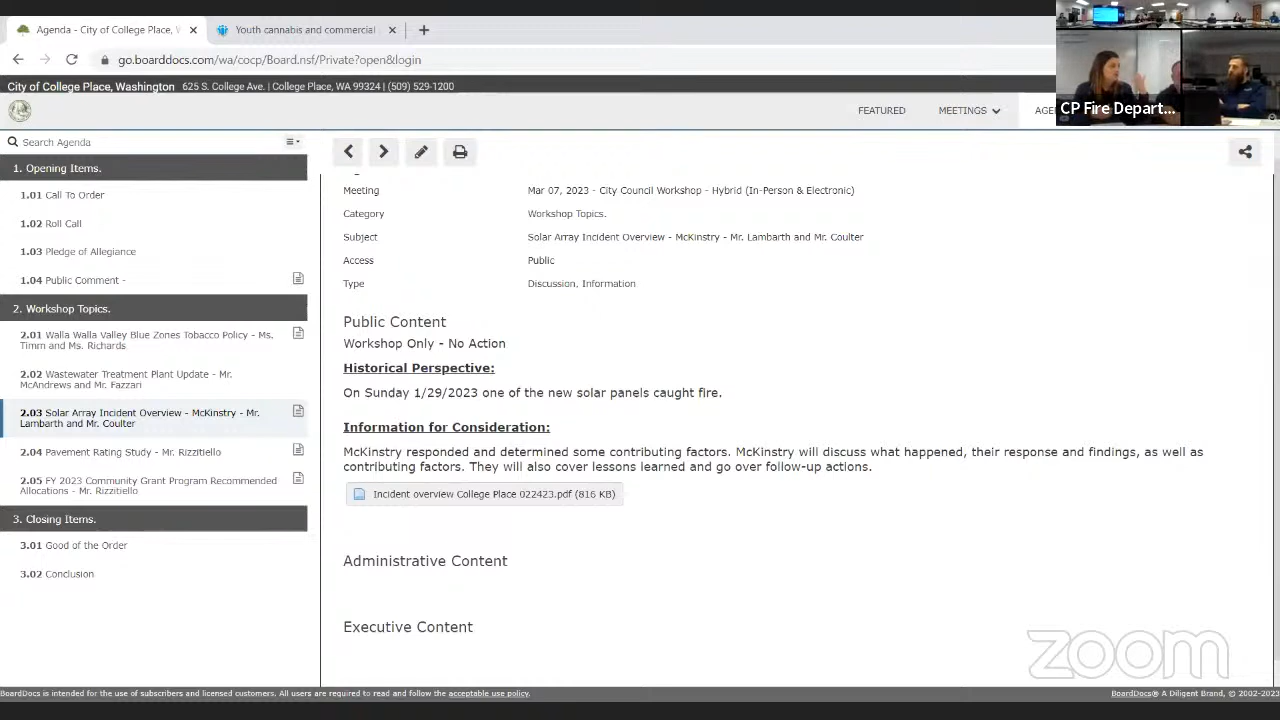 Agenda - City of College Place, W
Youth cannabis and commercial
go.boarddocs.com/wa/cocp/Board.nsf/Private?open&login
City of College Place, Washington 625 S. College Ave. | College Place, WA 99324 | (509) 529-1200
CP Fire Depart...
FEATURED
MEETINGS
Search Agenda
1. Opening Items.
1.01 Call To Order
1.02 Roll Call
1.03 Pledge of Allegiance
1.04 Public Comment -
2. Workshop Topics.
2.01 Walla Walla Valley Blue Zones Tobacco Policy - Ms.
Timm and Ms. Richards
2.02 Wastewater Treatment Plant Update - Mr.
McAndrews and Mr. Fazzari
2.03 Solar Array Incident Overview - McKinstry - Mr.
Lambarth and Mr. Coulter
2.04 Pavement Rating Study - Mr. Rizzitiello
2.05 FY 2023 Community Grant Program Recommended
Allocations - Mr. Rizzitiello
3. Closing Items.
3.01 Good of the Order
3.02 Conclusion
Meeting Mar 07, 2023 - City Council Workshop - Hybrid (In-Person & Electronic)
Category Workshop Topics.
Subject Solar Array Incident Overview - McKinstry - Mr. Lambarth and Mr. Coulter
Access Public
Type Discussion, Information
Public Content
Workshop Only - No Action
Historical Perspective:
On Sunday 1/29/2023 one of the new solar panels caught fire.
Information for Consideration:
McKinstry responded and determined some contributing factors. McKinstry will discuss what happened, their response and findings, as well as
contributing factors. They will also cover lessons learned and go over follow-up actions.
Incident overview College Place 022423.pdf (816 KB)
Administrative Content
Executive Content
zoom
BoardDocs is intended for the use of subscribers and licensed customers. All users are required to read and follow the acceptable use policy.
BoardDocs® A Diligent Brand, © 2002-2023